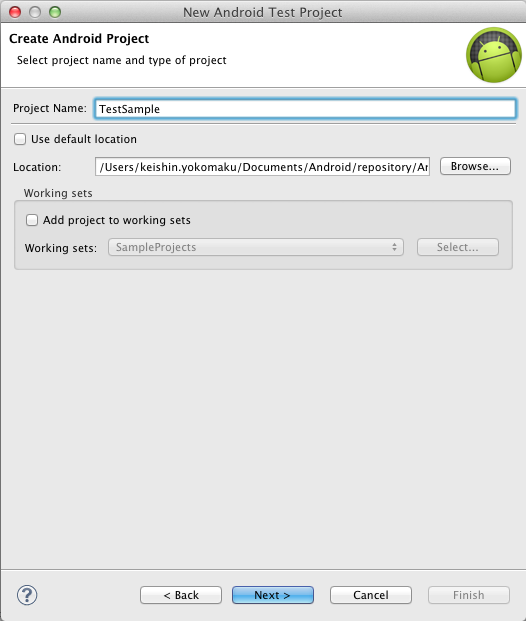 New Android Test Project
Create Android Project
Select project name and type of project
Project Name: TestSample
Use default location
Location: /Users/keishin.yokomaku/Documents/Android/repository/Ar Browse...
Working sets
Add project to working sets
Working sets: SampleProjects Select...
? < Back Next > Cancel Finish